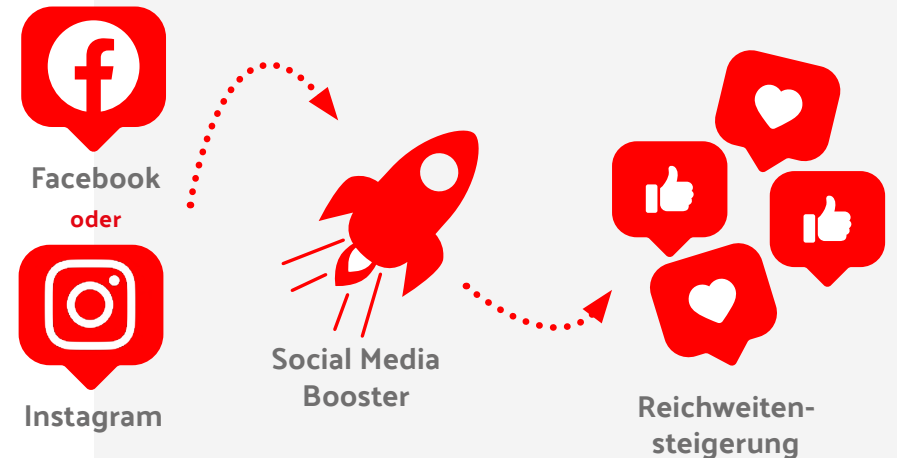 Facebook
oder
Instagram
Social Media
Booster
Reichweiten-
steigerung